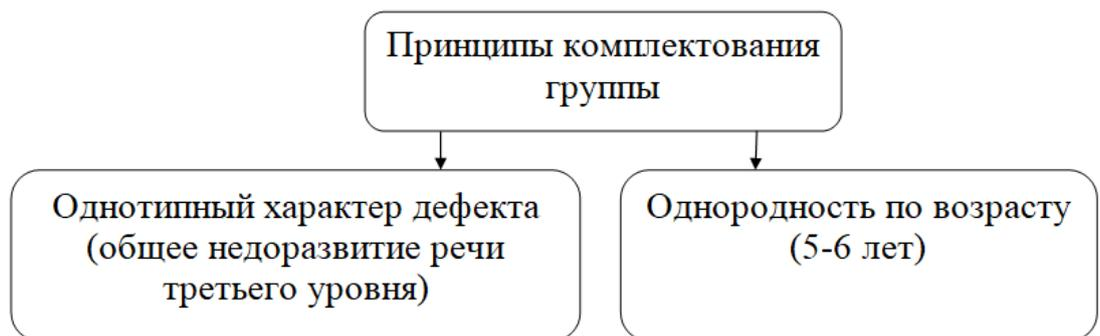 Принципы комплектования
группы
Однотипный характер дефекта
(общее недоразвитие речи
третьего уровня)
Однородность по возрасту
(5-6 лет)